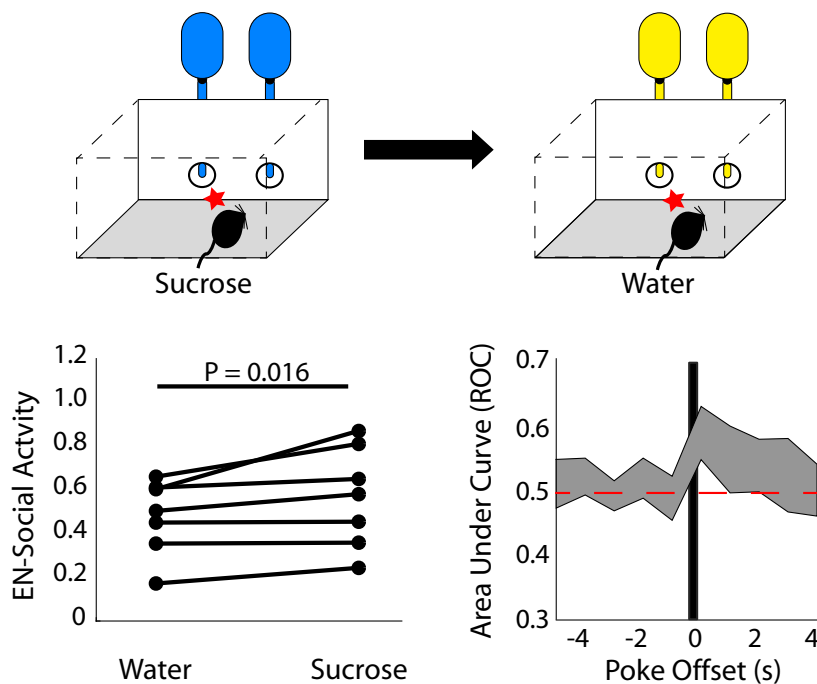 Sucrose
Water
EN-Social Actvity
1.2
1.0
0.8
0.6
0.4
0.2
0
P = 0.016
Water
Sucrose
Area Under Curve (ROC)
0.7
0.6
0.5
0.4
0.3
-4
-2
0
2
4
Poke Offset (s)